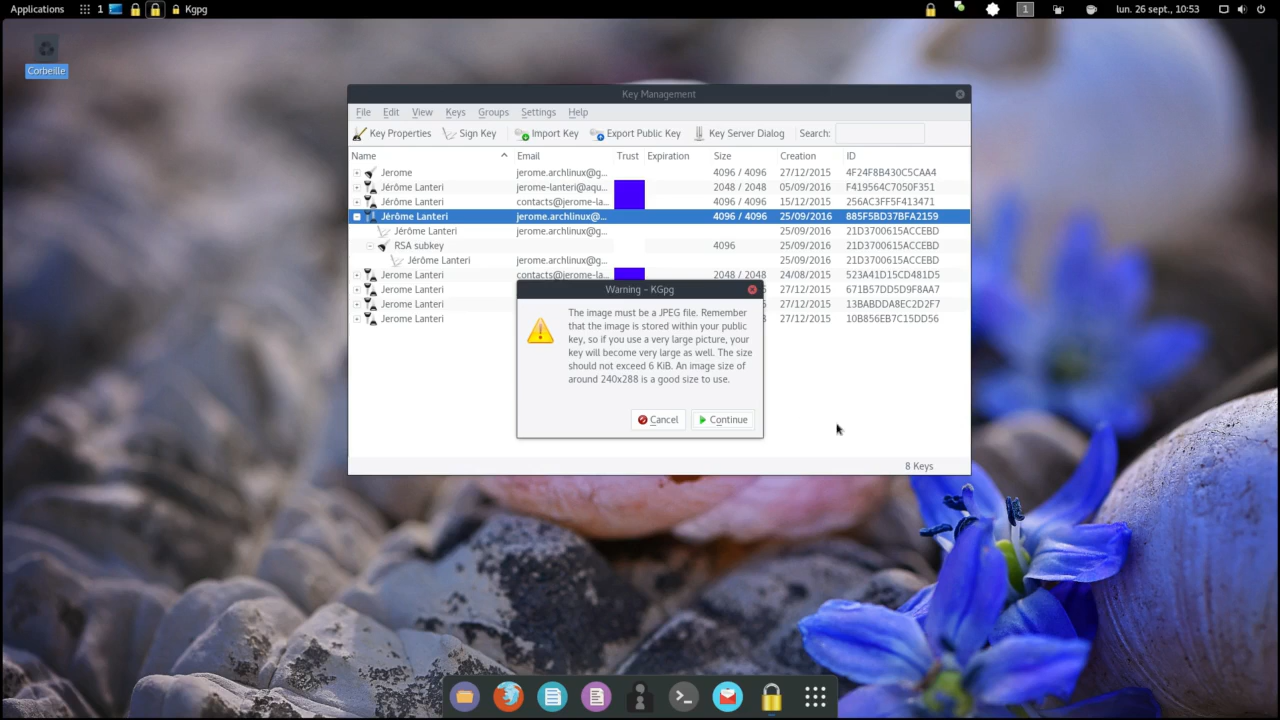 Applications 1 Kgpg 1 lun. 26 sept., 10:53
Corbeille
Key Management
File Edit View Keys Groups Settings Help
Key Properties Sign Key Import Key Export Public Key Key Server Dialog Search:
Name Email Trust Expiration Size Creation ID
Jerome jerome.archlinux@g... 4096 / 4096 27/12/2015 4F24F8B430C5CAA4
Jérôme Lanteri jerome-lanteri@aqu... 2048 / 2048 05/09/2016 F419564C7050F351
Jérôme Lanteri contacts@jerome-la... 4096 / 4096 15/12/2015 256AC3FF5F413471
Jérôme Lanteri jerome.archlinux@... 4096 / 4096 25/09/2016 885F5BD37BFA2159
Jérôme Lanteri jerome.archlinux@g... 25/09/2016 21D3700615ACCEBD
RSA subkey 4096 25/09/2016 21D3700615ACCEBD
Jérôme Lanteri jerome.archlinux@g... 25/09/2016 21D3700615ACCEBD
Jerome Lanteri contacts@jerome-la... 2048 / 2048 24/08/2015 523A41D15CD481D5
Jerome Lanteri 27/12/2015 671B57DD5D9F8AA7
Jerome Lanteri 27/12/2015 13BABDDA8EC2D2F7
Jerome Lanteri 27/12/2015 10B856EB7C15DD56
Warning – KGpg
The image must be a JPEG file. Remember
that the image is stored within your public
key, so if you use a very large picture, your
key will become very large as well. The size
should not exceed 6 KiB. An image size of
around 240x288 is a good size to use.
Cancel Continue
8 Keys